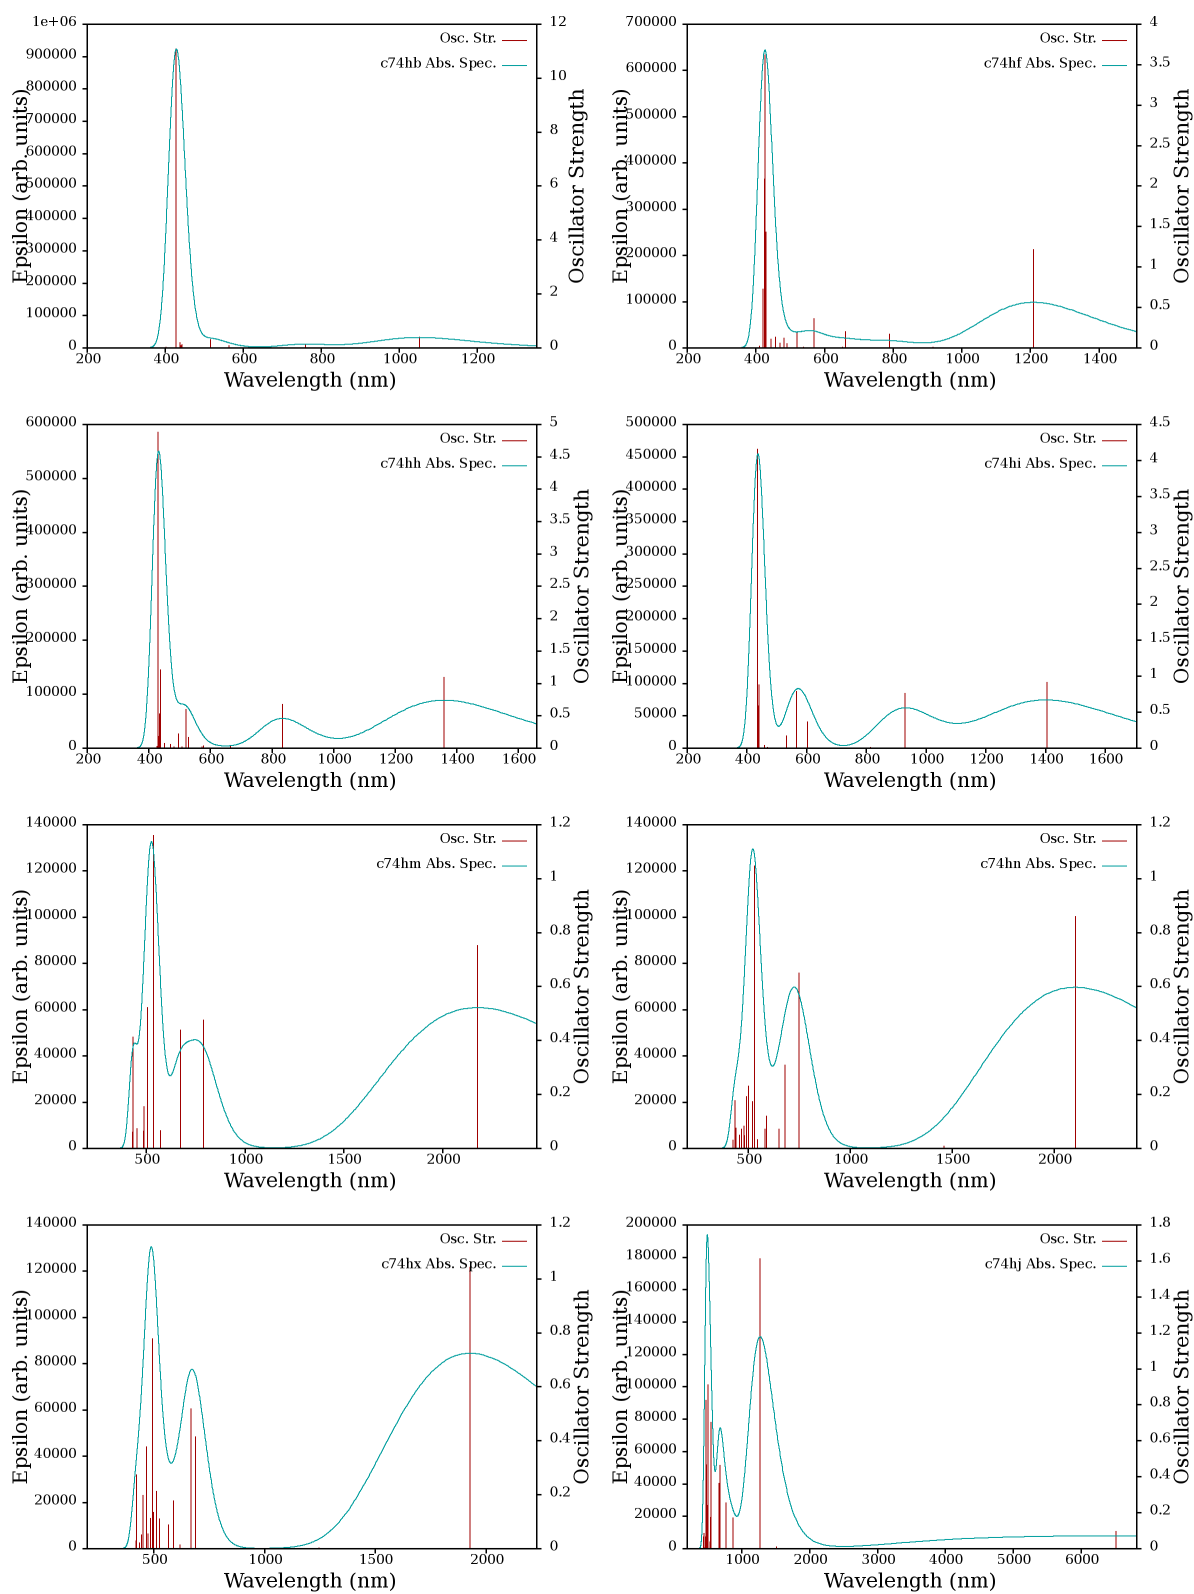 1e+06
900000
800000
700000
600000
500000
400000
300000
200000
100000
0
200 400 600 800 1000 1200
12
10
8
6
4
2
0
Epsilon (arb. units)
Oscillator Strength
Wavelength (nm)
Osc. Str.
c74hb Abs. Spec.
700000
600000
500000
400000
300000
200000
100000
0
200 400 600 800 1000 1200 1400
4
3.5
3
2.5
2
1.5
1
0.5
0
Epsilon (arb. units)
Oscillator Strength
Wavelength (nm)
Osc. Str.
c74hf Abs. Spec.
600000
500000
400000
300000
200000
100000
0
200 400 600 800 1000 1200 1400 1600
5
4.5
4
3.5
3
2.5
2
1.5
1
0.5
0
Epsilon (arb. units)
Oscillator Strength
Wavelength (nm)
Osc. Str.
c74hh Abs. Spec.
500000
450000
400000
350000
300000
250000
200000
150000
100000
50000
0
200 400 600 800 1000 1200 1400 1600
4.5
4
3.5
3
2.5
2
1.5
1
0.5
0
Epsilon (arb. units)
Oscillator Strength
Wavelength (nm)
Osc. Str.
c74hi Abs. Spec.
140000
120000
100000
80000
60000
40000
20000
0
500 1000 1500 2000
1.2
1
0.8
0.6
0.4
0.2
0
Epsilon (arb. units)
Oscillator Strength
Wavelength (nm)
Osc. Str.
c74hm Abs. Spec.
140000
120000
100000
80000
60000
40000
20000
0
500 1000 1500 2000
1.2
1
0.8
0.6
0.4
0.2
0
Epsilon (arb. units)
Oscillator Strength
Wavelength (nm)
Osc. Str.
c74hn Abs. Spec.
140000
120000
100000
80000
60000
40000
20000
0
500 1000 1500 2000
1.2
1
0.8
0.6
0.4
0.2
0
Epsilon (arb. units)
Oscillator Strength
Wavelength (nm)
Osc. Str.
c74hx Abs. Spec.
200000
180000
160000
140000
120000
100000
80000
60000
40000
20000
0
1000 2000 3000 4000 5000 6000
1.8
1.6
1.4
1.2
1
0.8
0.6
0.4
0.2
0
Epsilon (arb. units)
Oscillator Strength
Wavelength (nm)
Osc. Str.
c74hj Abs. Spec.